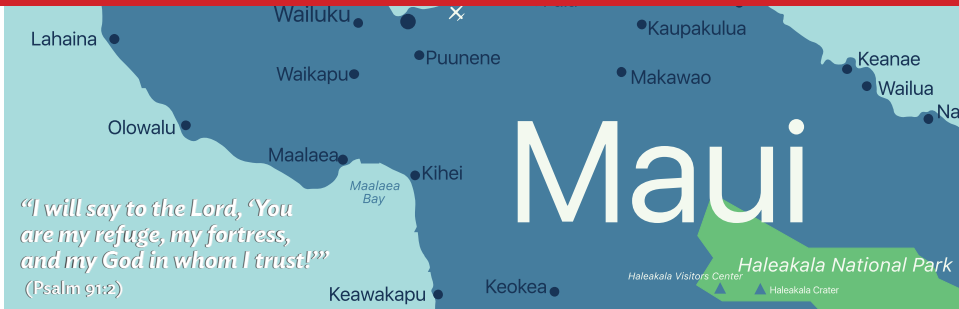 Wailuku
Lahaina
Kaupakulua
Puunene
Keanae
Waikapu
Makawao
Wailua
Na
Olowalu
Maui
Maalaea
Kihei
Maalaea
Bay
“I will say to the Lord, ‘You
are my refuge, my fortress,
and my God in whom I trust!’”
(Psalm 91:2)
Haleakala National Park
Haleakala Visitors Center
Keokea
Keawakapu
Haleakala Crater